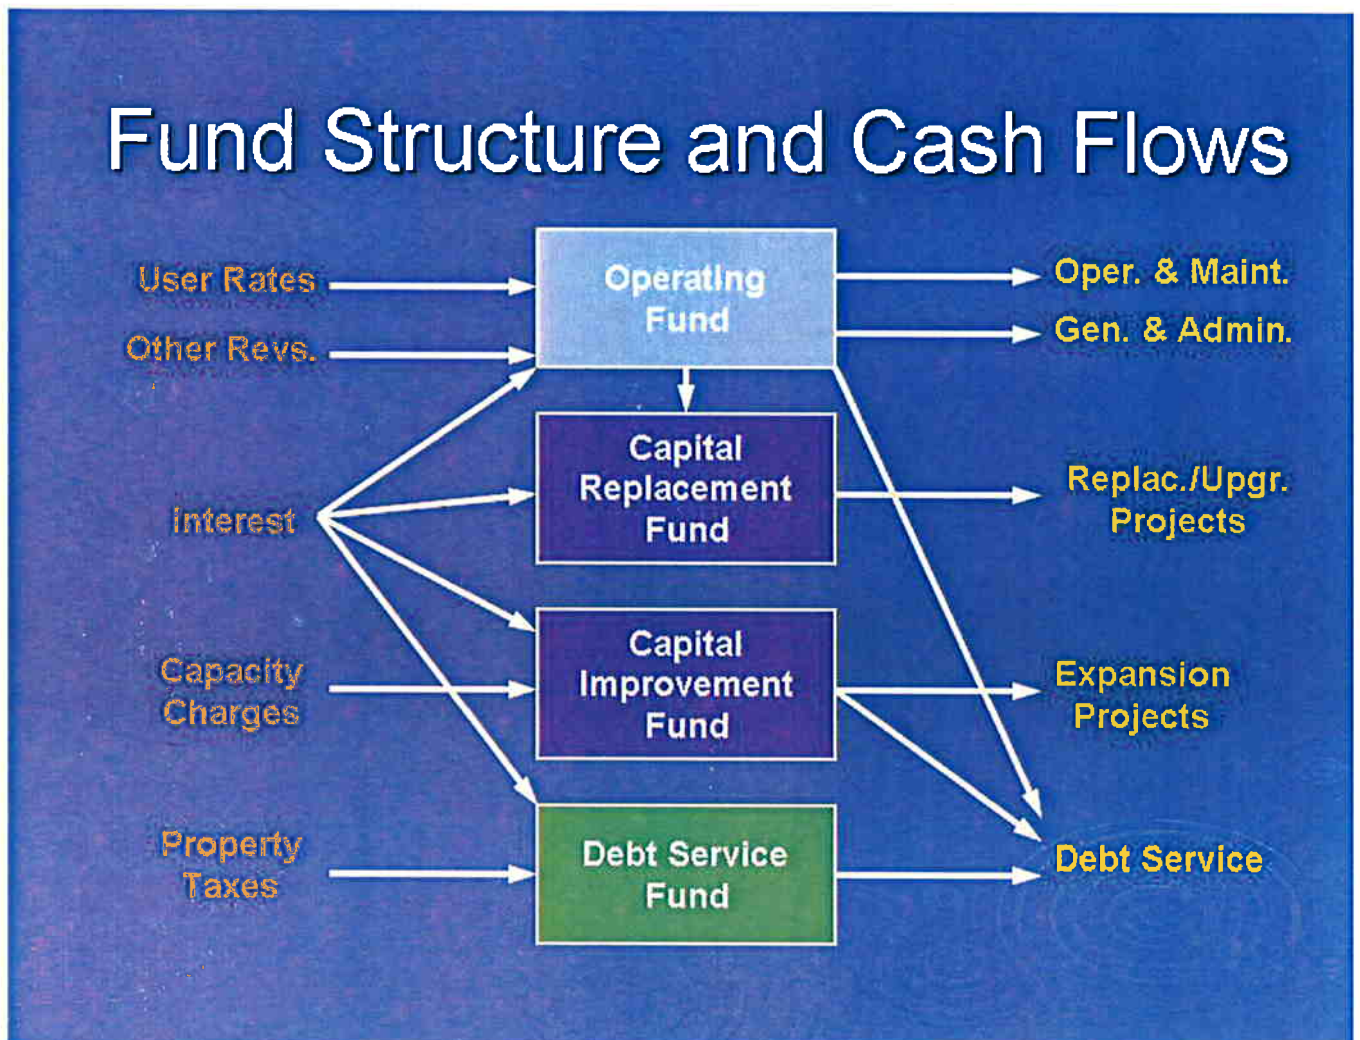 Fund Structure and Cash Flows
User Rates
Other Revs.
Interest
Capacity
Charges
Property
Taxes
Operating
Fund
Capital
Replacement
Fund
Capital
Improvement
Fund
Debt Service
Fund
Oper. & Maint.
Gen. & Admin.
Replac./Upgr.
Projects
Expansion
Projects
Debt Service